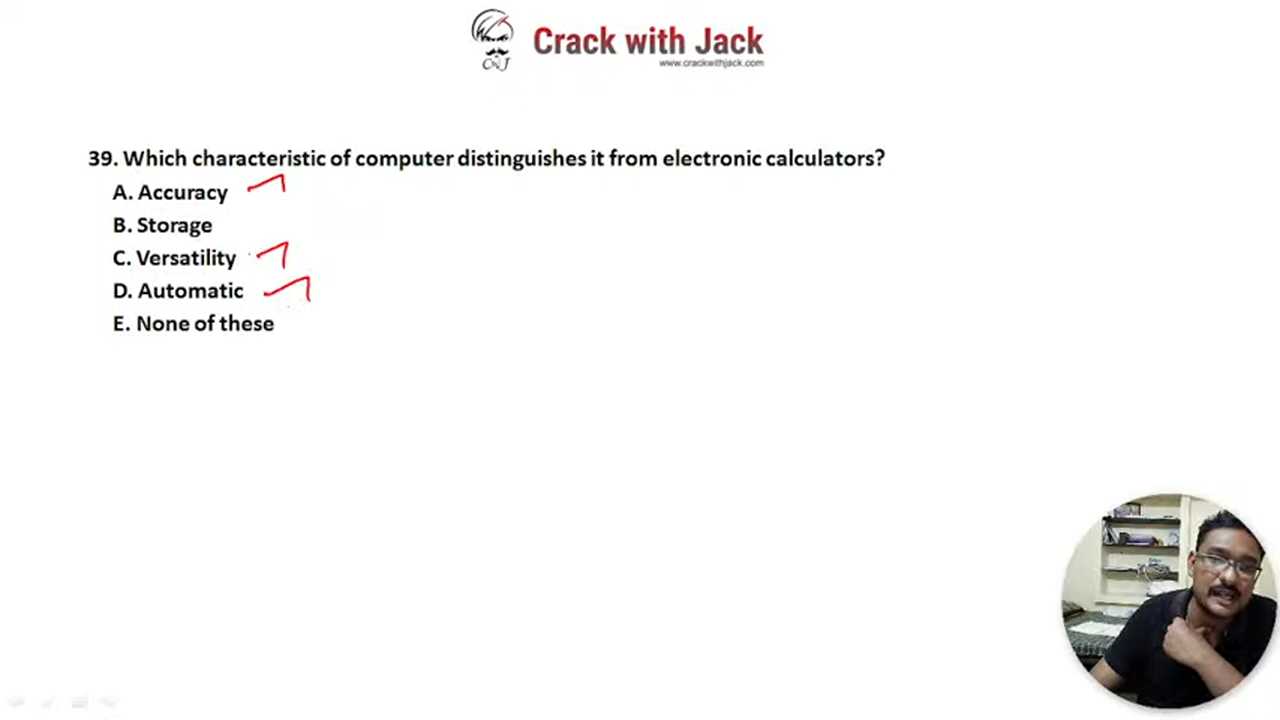 Crack with Jack
www.crackwithjack.com
39. Which characteristic of computer distinguishes it from electronic calculators?
A. Accuracy
B. Storage
C. Versatility
D. Automatic
E. None of these